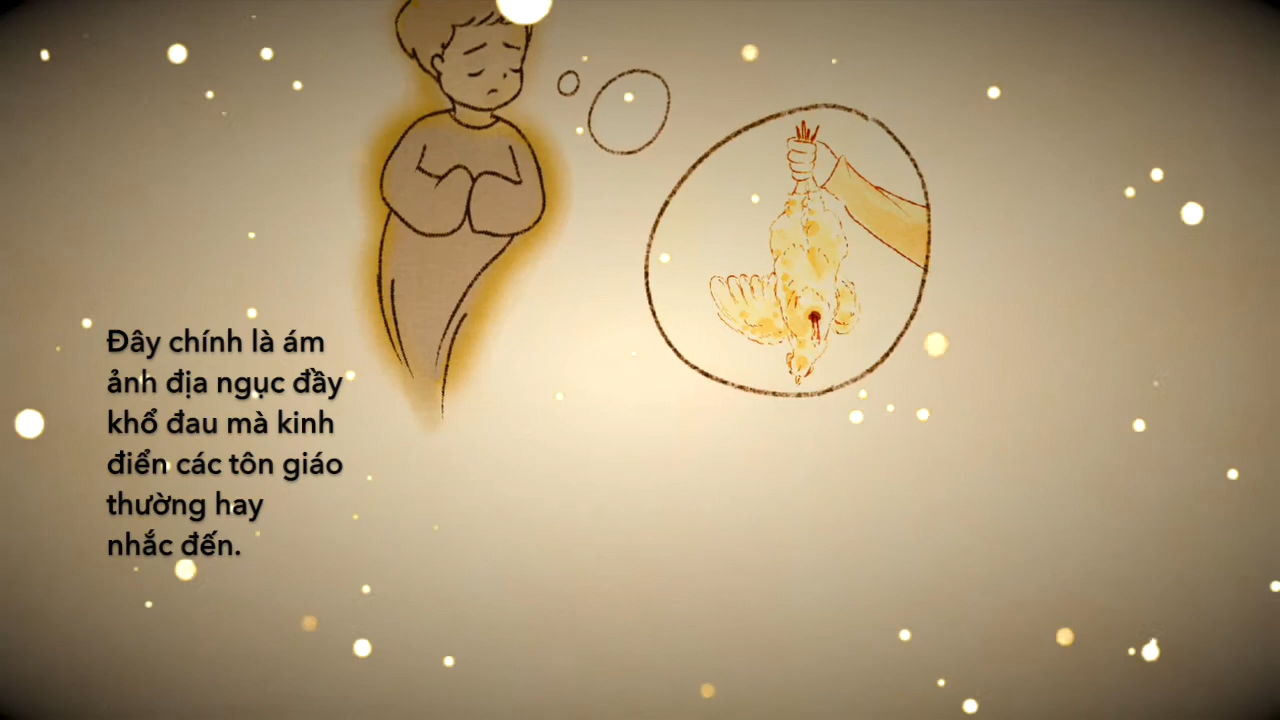 Đây chính là ám
ảnh địa ngục đầy
khổ đau mà kinh
điển các tôn giáo
thường hay
nhắc đến.